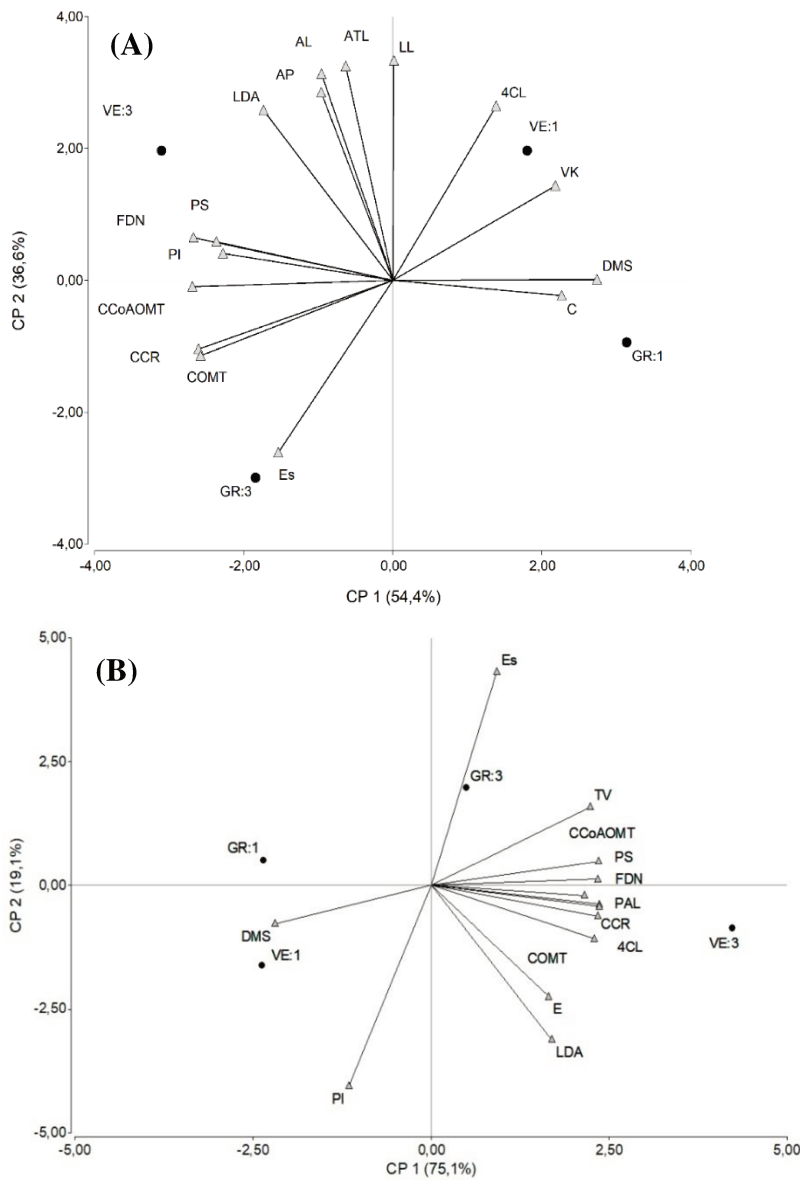 4,00
(A)
AL
ATL
LL
AP
LDA
4CL
VE:3
VE:1
2,00
VK
PS
FDN
PI
DMS
0,00
CCoAOMT
C
CCR
COMT
GR:1
-2,00
Es
GR:3
-4,00
CP 2 (36,6%)
-4,00 -2,00 0,00 2,00 4,00
CP 1 (54,4%)
5,00
(B)
Es
2,50
GR:3
TV
CCoAOMT
GR:1
PS
0,00
FDN
PAL
CCR
DMS
4CL
VE:3
VE:1
COMT
-2,50
E
LDA
PI
-5,00
CP 2 (19,1%)
-5,00 -2,50 0,00 2,50 5,00
CP 1 (75,1%)